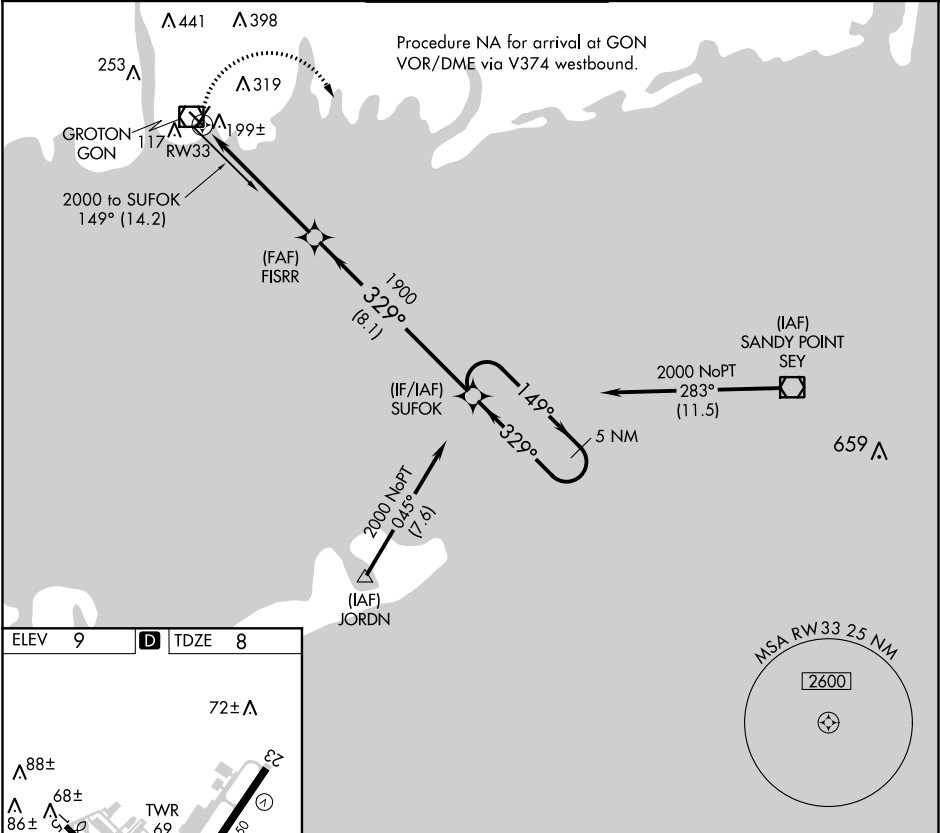 441
398
Procedure NA for arrival at GON
VOR/DME via V374 westbound.
253
319
GROTON
GON
117
199±
RW33
2000 to SUFOK
149° (14.2)
(FAF)
FISRR
1900
329°
(8.1)
(IAF)
SANDY POINT
SEY
2000 NoPT
283°
(11.5)
(IF/IAF)
SUFOK
149°
329°
5 NM
659
2000 NoPT
045°
(7.6)
(IAF)
JORDN
MSA RW33 25 NM
2600
ELEV 9 D TDZE 8
72±
88±
23
V
68±
86±
TWR
69
50